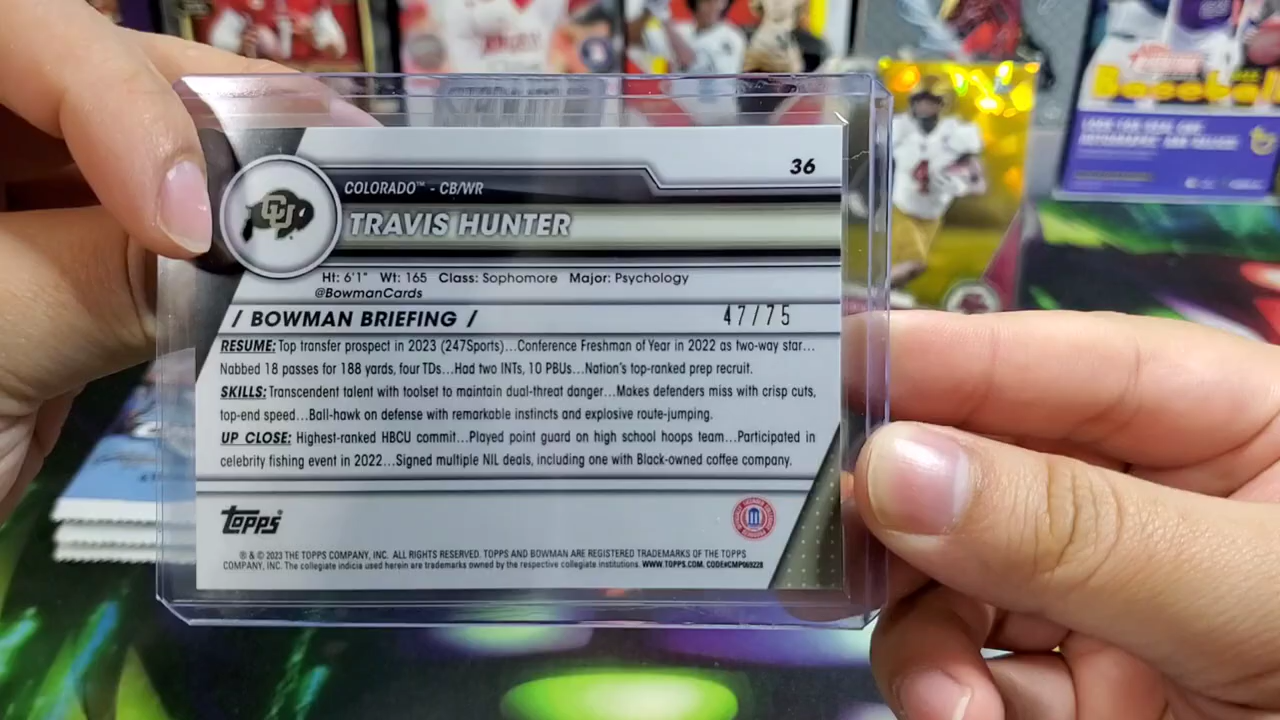 36
COLORADO™ - CB/WR
CU
TRAVIS HUNTER
Ht: 6'1" Wt: 165 Class: Sophomore Major: Psychology
@BowmanCards
/ BOWMAN BRIEFING /
47/75
RESUME: Top transfer prospect in 2023 (247Sports)...Conference Freshman of Year in 2022 as two-way star...
Nabbed 18 passes for 188 yards, four TDs...Had two INTs, 10 PBUs...Nation's top-ranked prep recruit.
SKILLS: Transcendent talent with toolset to maintain dual-threat danger...Makes defenders miss with crisp cuts,
top-end speed...Ball-hawk on defense with remarkable instincts and explosive route-jumping.
UP CLOSE: Highest-ranked HBCU commit...Played point guard on high school hoops team...Participated in
celebrity fishing event in 2022...Signed multiple NIL deals, including one with Black-owned coffee company.
Topps
® & © 2023 THE TOPPS COMPANY, INC. ALL RIGHTS RESERVED. TOPPS AND BOWMAN ARE REGISTERED TRADEMARKS OF THE TOPPS
COMPANY, INC. The collegiate indicia used herein are trademarks owned by the respective collegiate institutions. WWW.TOPPS.COM. CODE#CMP069228
4
Baseball